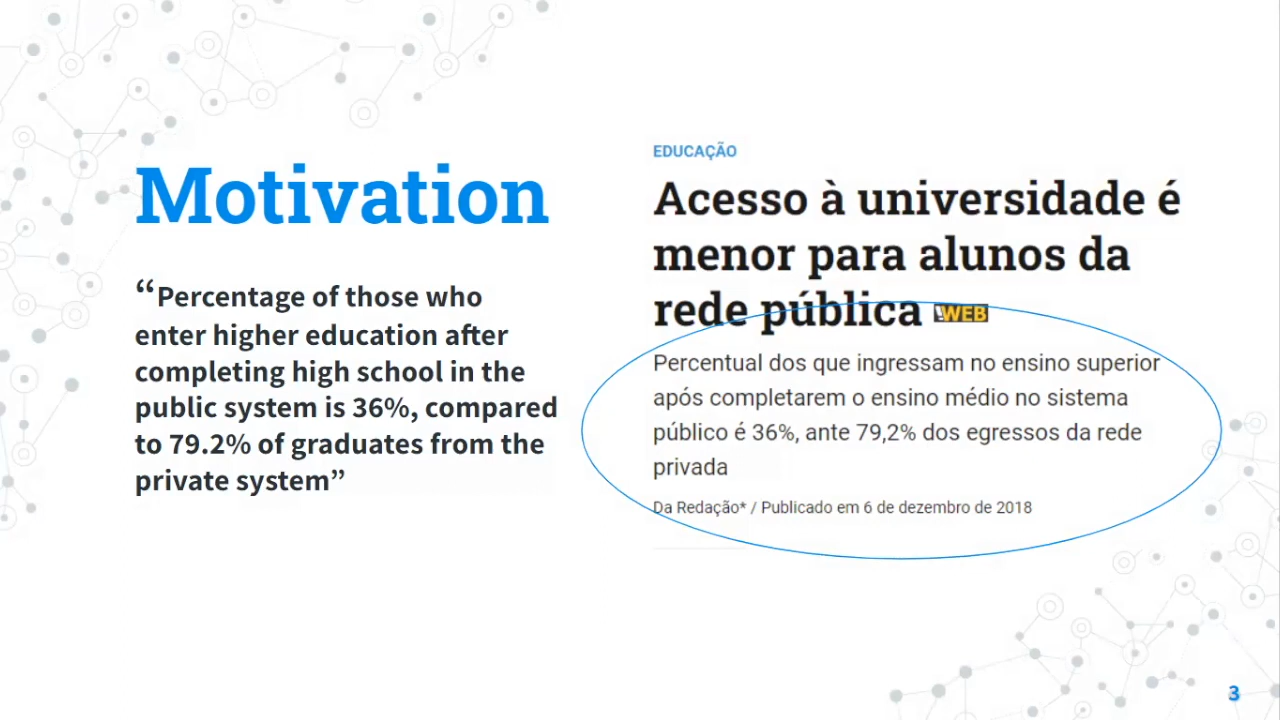 Motivation
“Percentage of those who
enter higher education after
completing high school in the
public system is 36%, compared
to 79.2% of graduates from the
private system”
EDUCAÇÃO
Acesso à universidade é
menor para alunos da
rede pública !WEB
Percentual dos que ingressam no ensino superior
após completarem o ensino médio no sistema
público é 36%, ante 79,2% dos egressos da rede
privada
Da Redação* / Publicado em 6 de dezembro de 2018
3